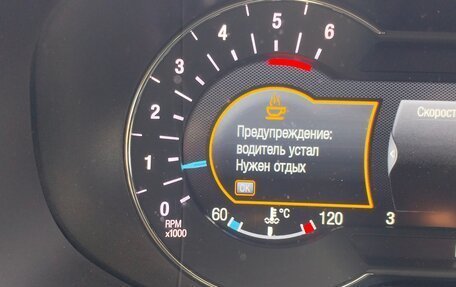 6
5
4
3
2
1
0
RPM
x1000
Предупреждение:
водитель устал
Нужен отдых
OK
60 °C 120
3
Скорост